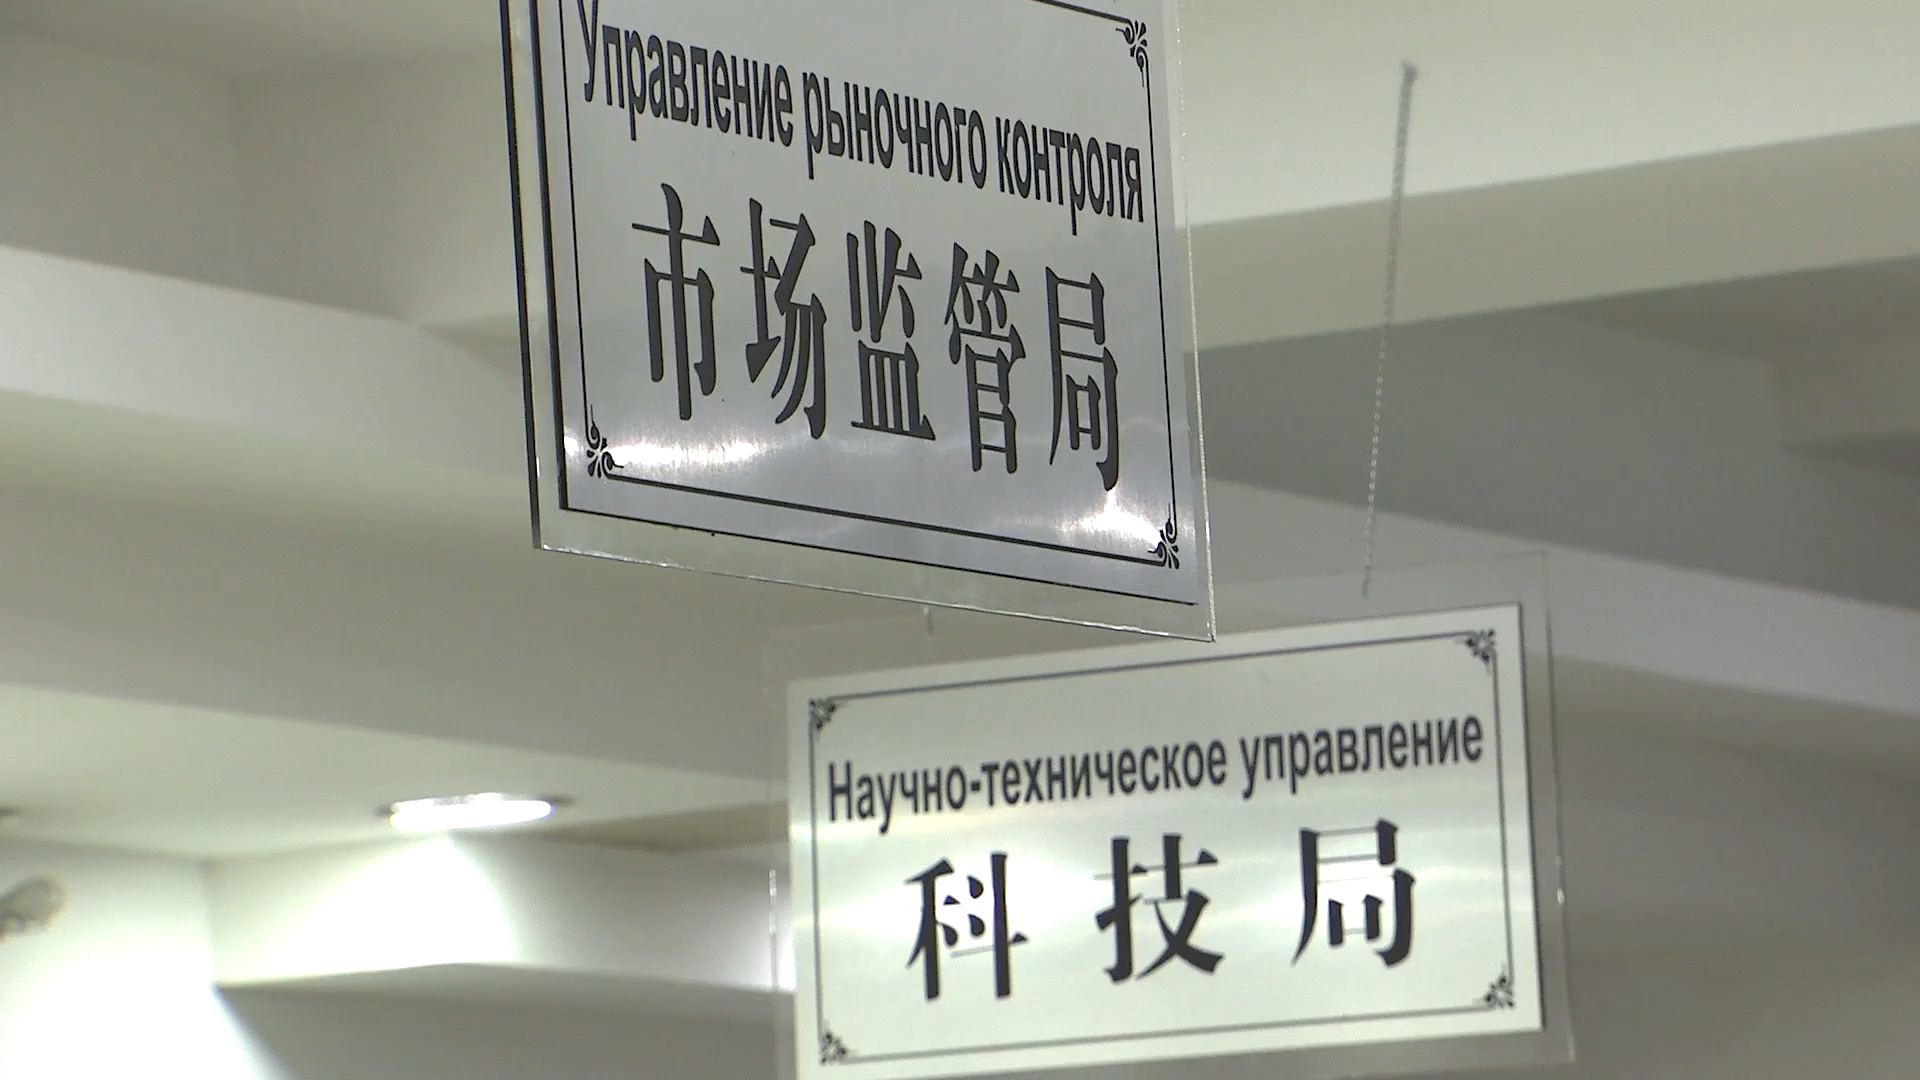 Управление рыночного контроля
市场监管局
Научно-техническое управление
科技局